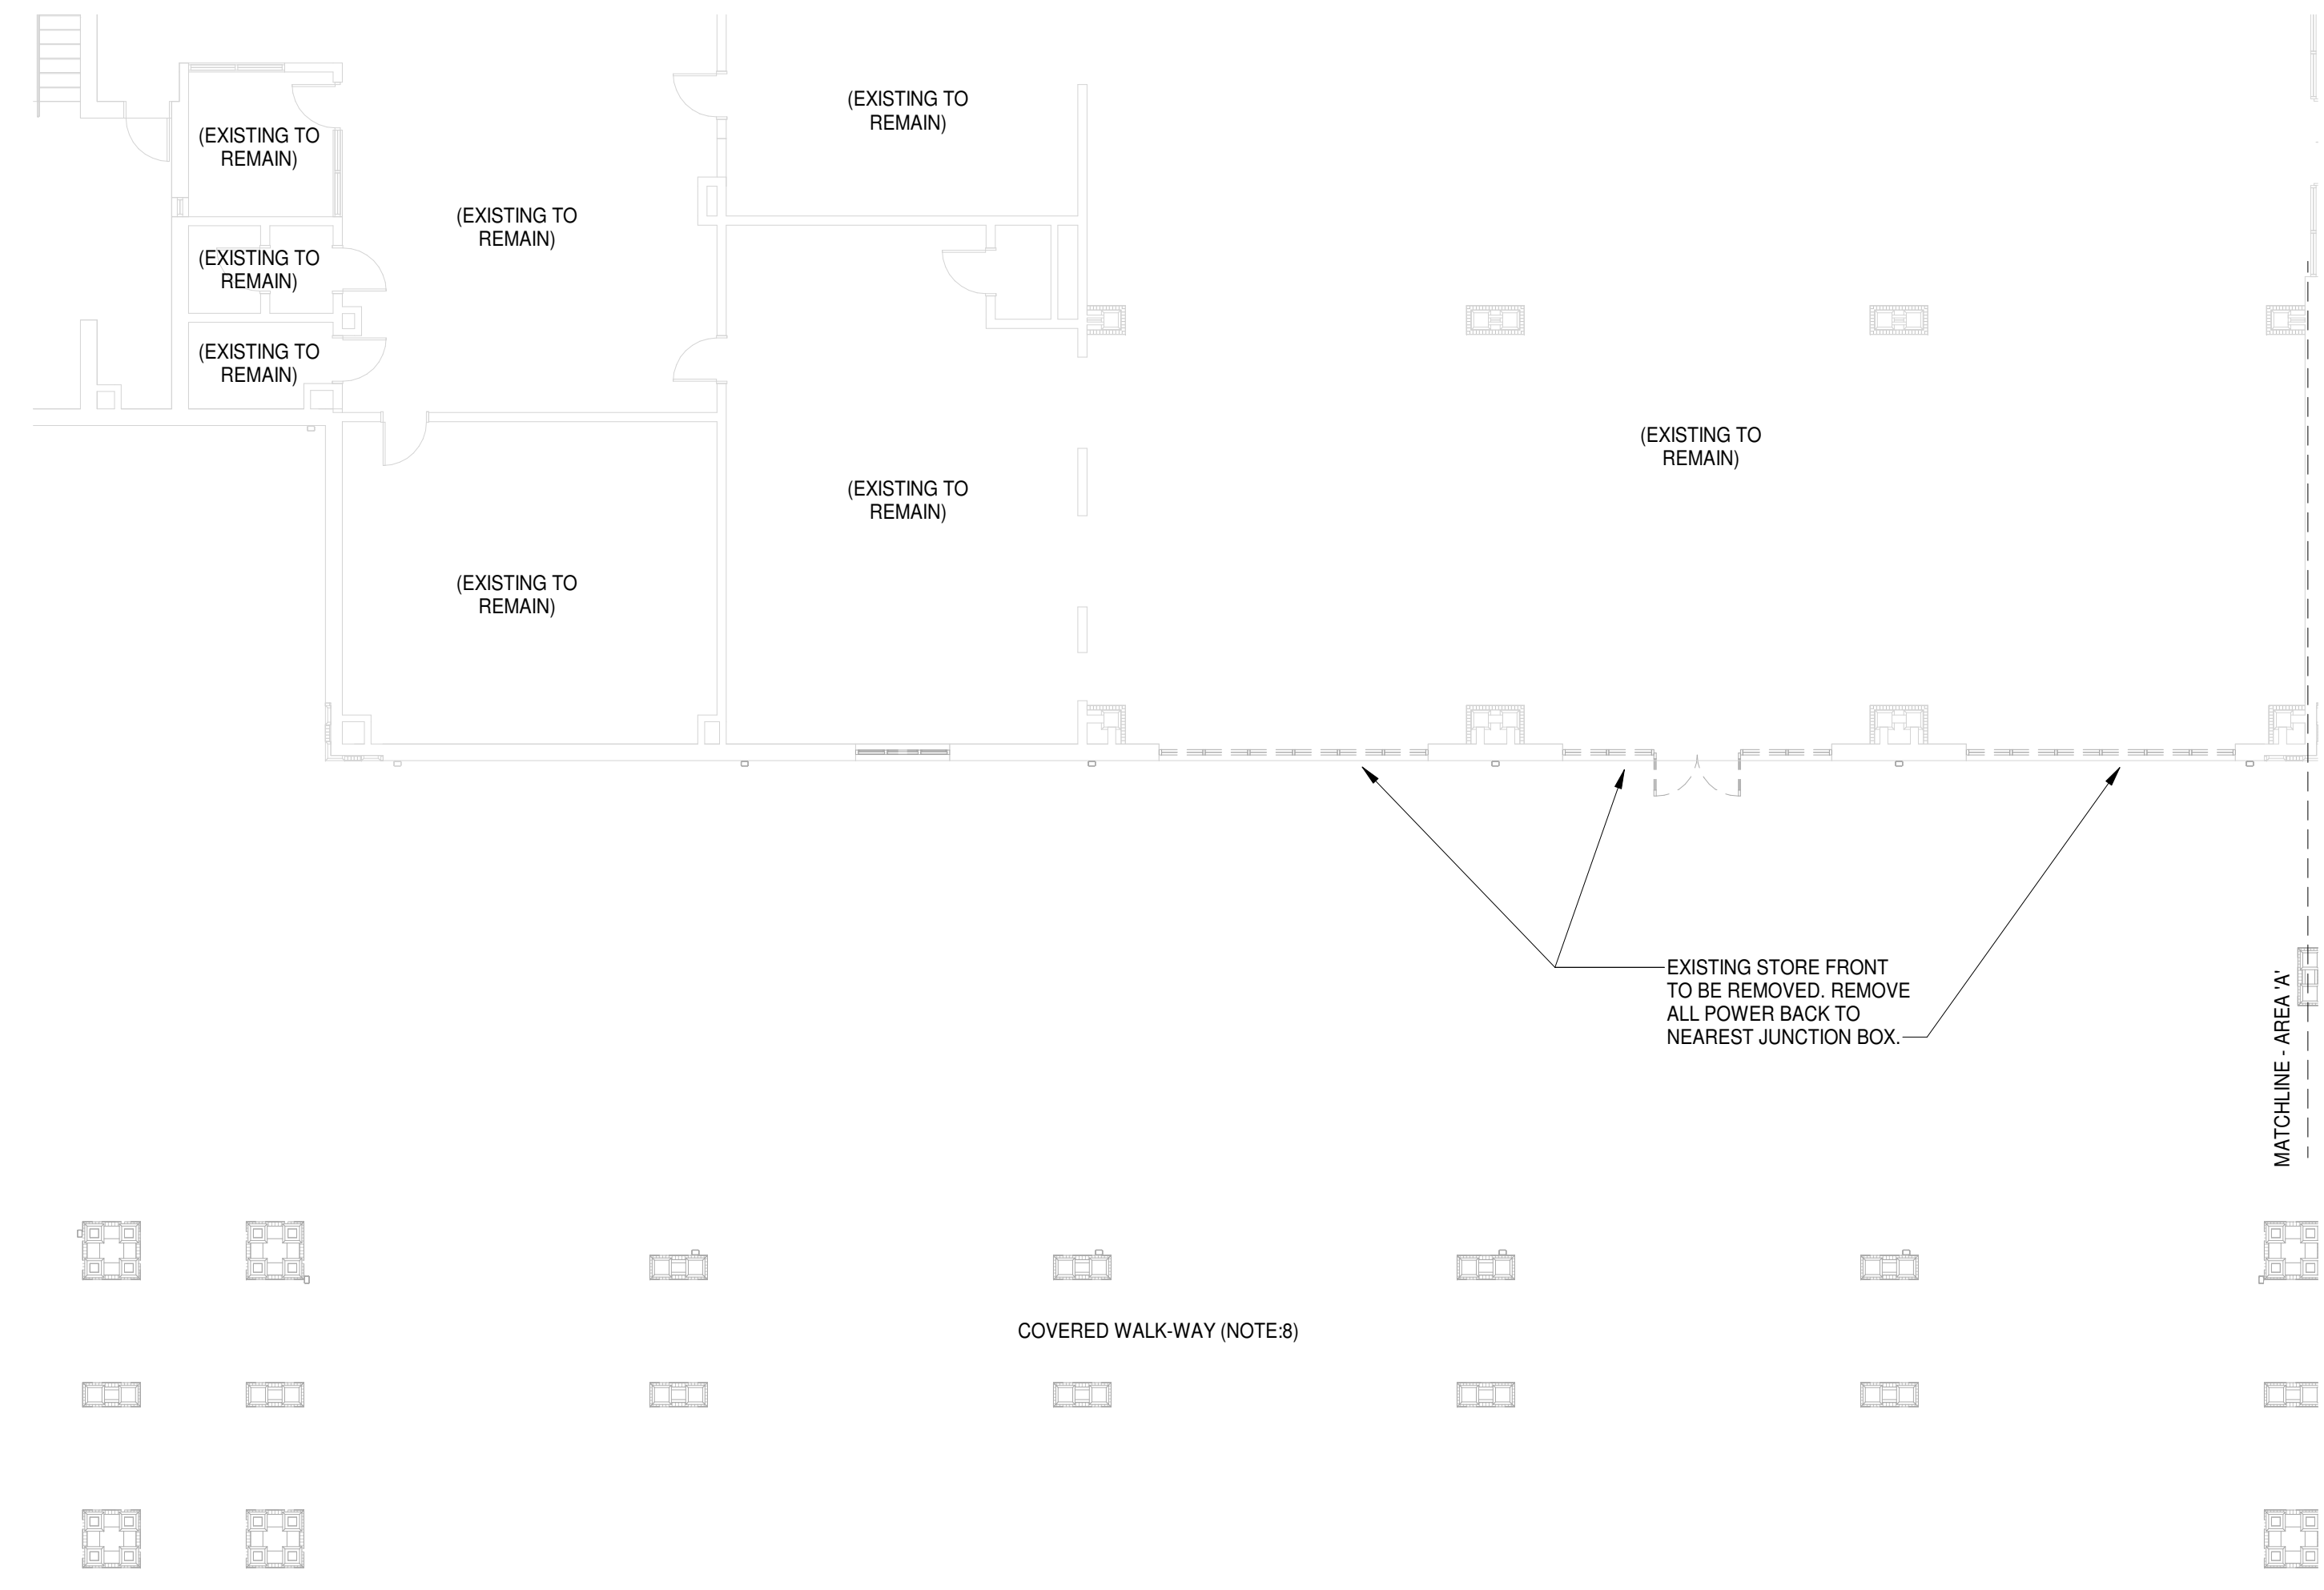 (EXISTING TO
REMAIN)
(EXISTING TO
REMAIN)
(EXISTING TO
REMAIN)
(EXISTING TO
REMAIN)
(EXISTING TO
REMAIN)
(EXISTING TO
REMAIN)
(EXISTING TO
REMAIN)
(EXISTING TO
REMAIN)
EXISTING STORE FRONT
TO BE REMOVED. REMOVE
ALL POWER BACK TO
NEAREST JUNCTION BOX.
MATCHLINE - AREA 'A'
COVERED WALK-WAY (NOTE:8)